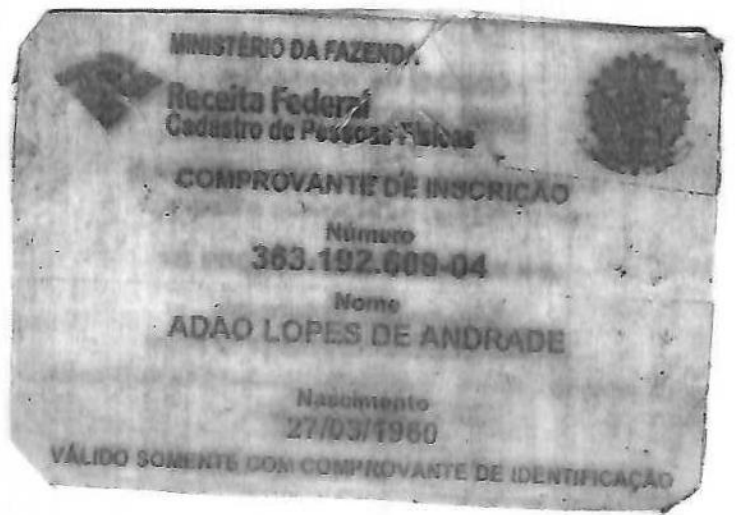 MINISTÉRIO DA FAZENDA
Receita Federal
Cadastro de Pessoas Físicas
COMPROVANTE DE INSCRIÇÃO
Número
363.192.609-04
Nome
ADAO LOPES DE ANDRADE
Nascimento
27/03/1960
VÁLIDO SOMENTE COM COMPROVANTE DE IDENTIFICAÇÃO